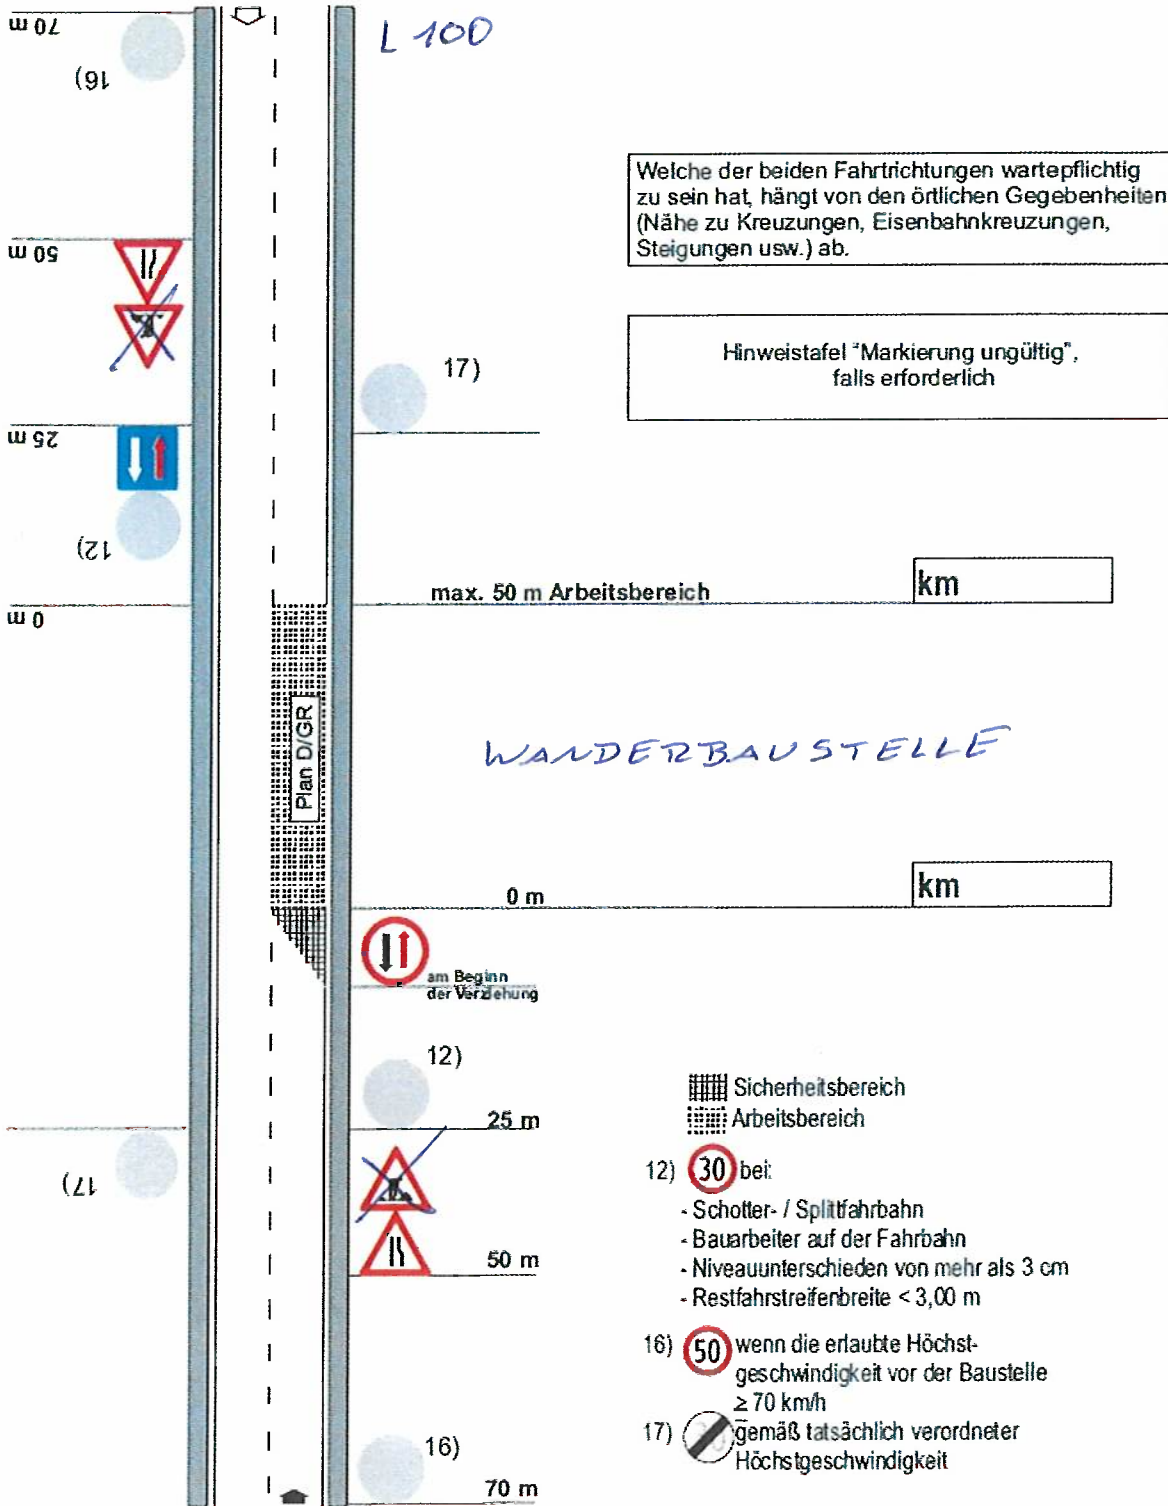 70 m
16)
L 100
Welche der beiden Fahrtrichtungen wartepflichtig
zu sein hat, hängt von den örtlichen Gegebenheiten
(Nähe zu Kreuzungen, Eisenbahnkreuzungen,
Steigungen usw.) ab.
50 m
Hinweistafel "Markierung ungültig",
falls erforderlich
17)
25 m
12)
max. 50 m Arbeitsbereich
km
0 m
Plan D/GR
WANDERBAUSTELLE
0 m
km
am Beginn
der Verziehung
12)
25 m
17)
50 m
16)
70 m
Sicherheitsbereich
Arbeitsbereich
12) 30 bei:
- Schotter- / Splittfahrbahn
- Bauarbeiter auf der Fahrbahn
- Niveauunterschieden von mehr als 3 cm
- Restfahrstreifenbreite < 3,00 m
16) 50 wenn die erlaubte Höchst-
geschwindigkeit vor der Baustelle
≥ 70 km/h
17) gemäß tatsächlich verordneter
Höchstgeschwindigkeit